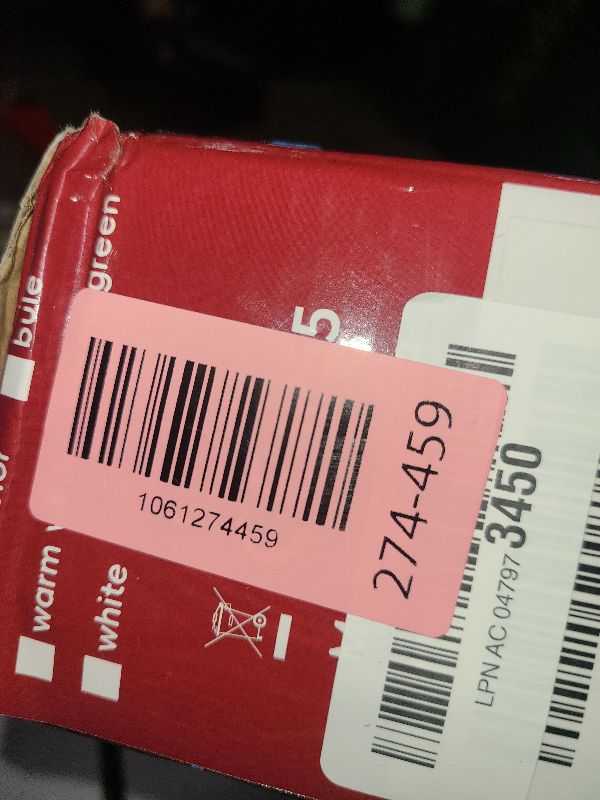 bule
green
warm
white
5
1061274459
274-459
LPN AC 04797 3450